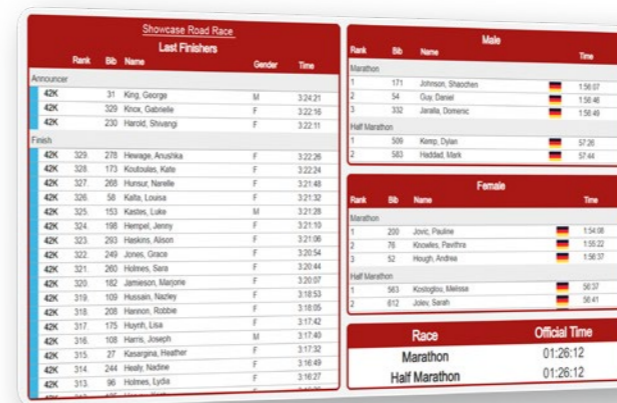 Showcase Road Race
Last Finishers
Rank Bib Name Gender Time
Announcer
42K 31 King, George M 3:24:21
42K 329 Knox, Gabrielle F 3:22:16
42K 230 Harold, Shivangi F 3:22:11
Finish
42K 329. 278 Hewage, Anushka F 3:22:26
42K 328. 173 Kouloules, Kate F 3:22:24
42K 327. 268 Hunsur, Narelle F 3:21:48
42K 326. 58 Kalta, Louisa F 3:21:32
42K 325. 153 Kastes, Luke M 3:21:28
42K 324. 198 Hempel, Jenny F 3:21:10
42K 323. 293 Haskins, Alison F 3:21:06
42K 322. 249 Jones, Grace F 3:20:54
42K 321. 260 Holmes, Sara F 3:20:44
42K 320. 182 Jamieson, Marjorie F 3:20:07
42K 319. 109 Hussain, Nazley F 3:18:53
42K 318. 208 Hannon, Robbie F 3:18:05
42K 317. 175 Huynh, Lisa F 3:17:42
42K 316. 108 Harris, Joseph M 3:17:40
42K 315. 27 Kasargina, Heather F 3:17:32
42K 314. 244 Healy, Nadine F 3:16:49
42K 313. 96 Holmes, Lydia F 3:16:27
Male
Rank Bib Name Time
Marathon
1 171 Johnson, Shaochen 1:56:07
2 54 Guy, Daniel 1:56:46
3 332 Jaralla, Domenic 1:56:49
Half Marathon
1 509 Kemp, Dylan 57:26
2 583 Haddad, Mark 57:44
Female
Rank Bib Name Time
Marathon
1 200 Jovic, Pauline 1:54:08
2 76 Knowles, Pavithra 1:55:22
3 52 Hough, Andrea 1:56:37
Half Marathon
1 563 Kostoglou, Melissa 56:37
2 612 Jolev, Sarah 56:41
Race Official Time
Marathon 01:26:12
Half Marathon 01:26:12